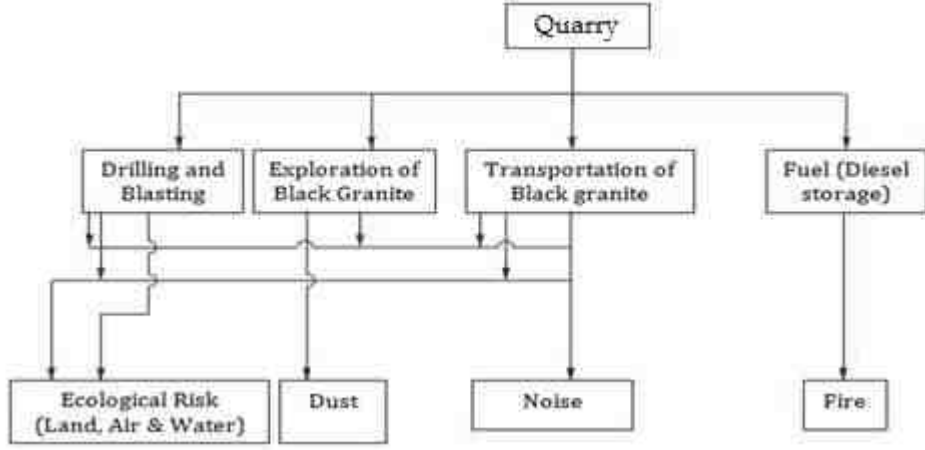 Quarry
Drilling and
Blasting
Exploration of
Black Granite
Transportation of
Black granite
Fuel (Diesel
storage)
Ecological Risk
(Land, Air & Water)
Dust
Noise
Fire